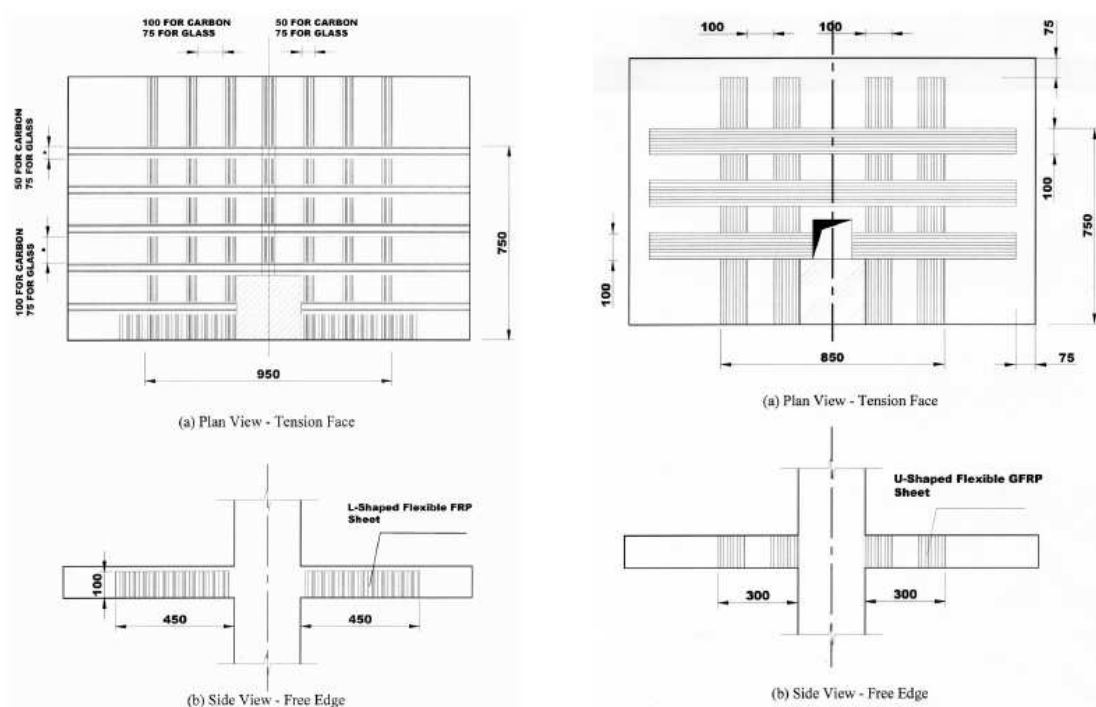 100 FOR CARBON
75 FOR GLASS
50 FOR CARBON
75 FOR GLASS
50 FOR CARBON
75 FOR GLASS
100 FOR CARBON
75 FOR GLASS
750
950
(a) Plan View - Tension Face
L-Shaped Flexible FRP
Sheet
100
450
450
(b) Side View - Free Edge
100
100
75
100
750
100
850
75
(a) Plan View - Tension Face
U-Shaped Flexible GFRP
Sheet
300
300
(b) Side View - Free Edge